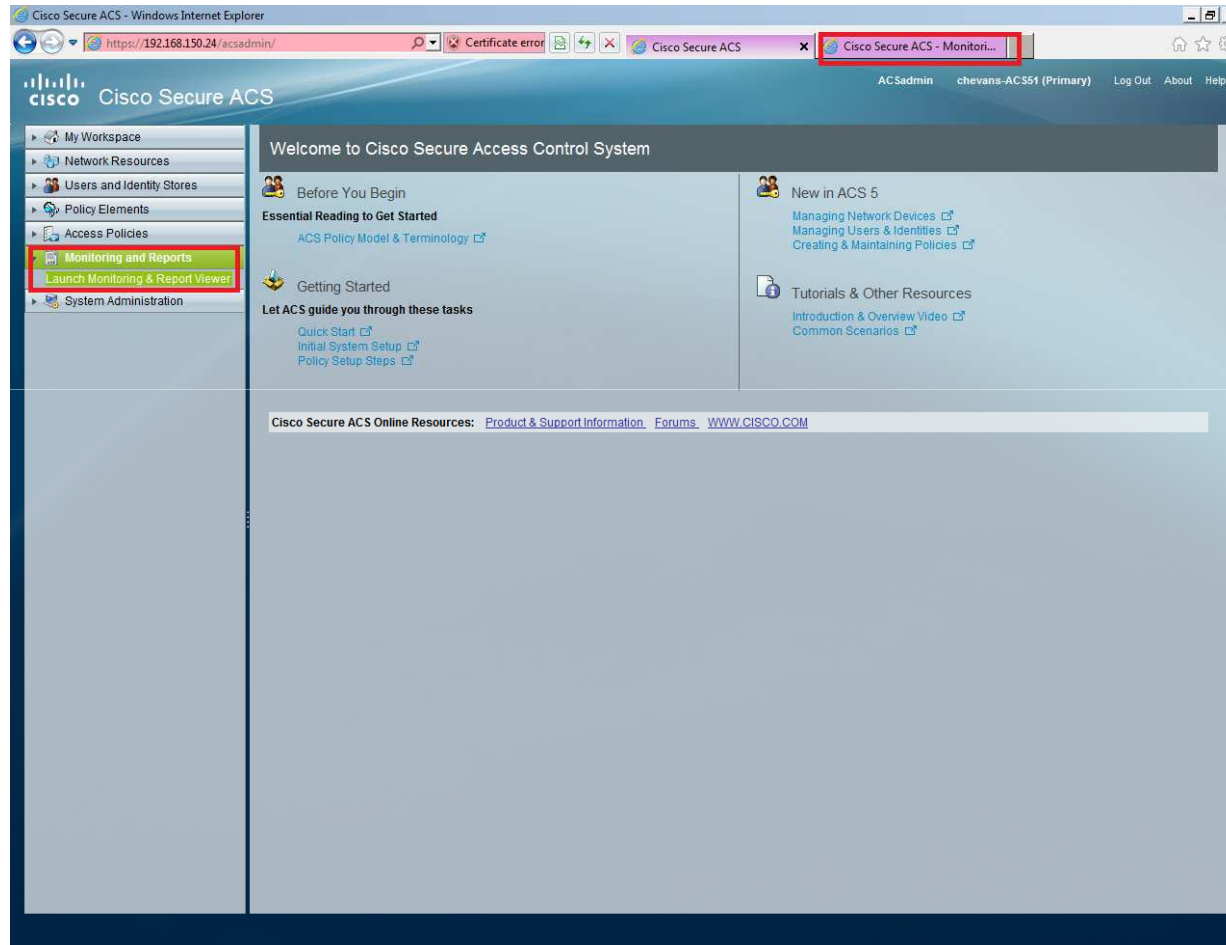 Cisco Secure ACS - Windows Internet Explorer
https://192.168.150.24/acsadmin/
Certificate error
Cisco Secure ACS
Cisco Secure ACS - Monitori...
CISCO Cisco Secure ACS
ACSadmin chevans-ACS51 (Primary) Log Out About Help
My Workspace
Network Resources
Users and Identity Stores
Policy Elements
Access Policies
Monitoring and Reports
Launch Monitoring & Report Viewer
System Administration
Welcome to Cisco Secure Access Control System
Before You Begin
Essential Reading to Get Started
ACS Policy Model & Terminology
Getting Started
Let ACS guide you through these tasks
Quick Start
Initial System Setup
Policy Setup Steps
New in ACS 5
Managing Network Devices
Managing Users & Identities
Creating & Maintaining Policies
Tutorials & Other Resources
Introduction & Overview Video
Common Scenarios
Cisco Secure ACS Online Resources: Product & Support Information Forums WWW.CISCO.COM